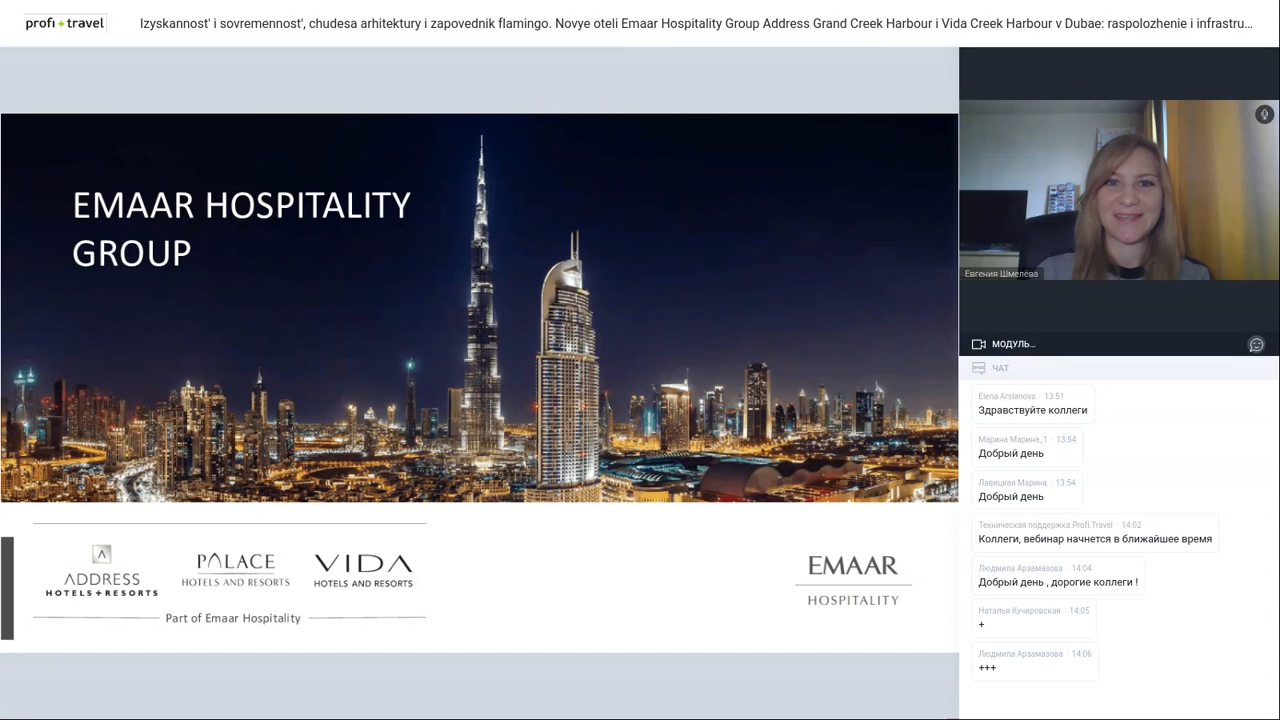 profi + travel
Izyskannost' i sovremennost', chudesa arhitektury i zapovednik flamingo. Novye oteli Emaar Hospitality Group Address Grand Creek Harbour i Vida Creek Harbour v Dubae: raspolozhenie i infrastru...
EMAAR HOSPITALITY
GROUP
ADDRESS
HOTELS + RESORTS
PALACE
HOTELS AND RESORTS
VIDA
HOTELS AND RESORTS
Part of Emaar Hospitality
EMAAR
HOSPITALITY
Евгения Шмелёва
МОДУЛЬ...
ЧАТ
Elena Arslanova 13:51
Здравствуйте коллеги
Марина Марина_1 13:54
Добрый день
Лавицкая Марина 13:54
Добрый день
Техническая поддержка Profi.Travel 14:02
Коллеги, вебинар начнется в ближайшее время
Людмила Арзамазова 14:04
Добрый день , дорогие коллеги !
Наталья Кучировская 14:05
+
Людмила Арзамазова 14:06
+++